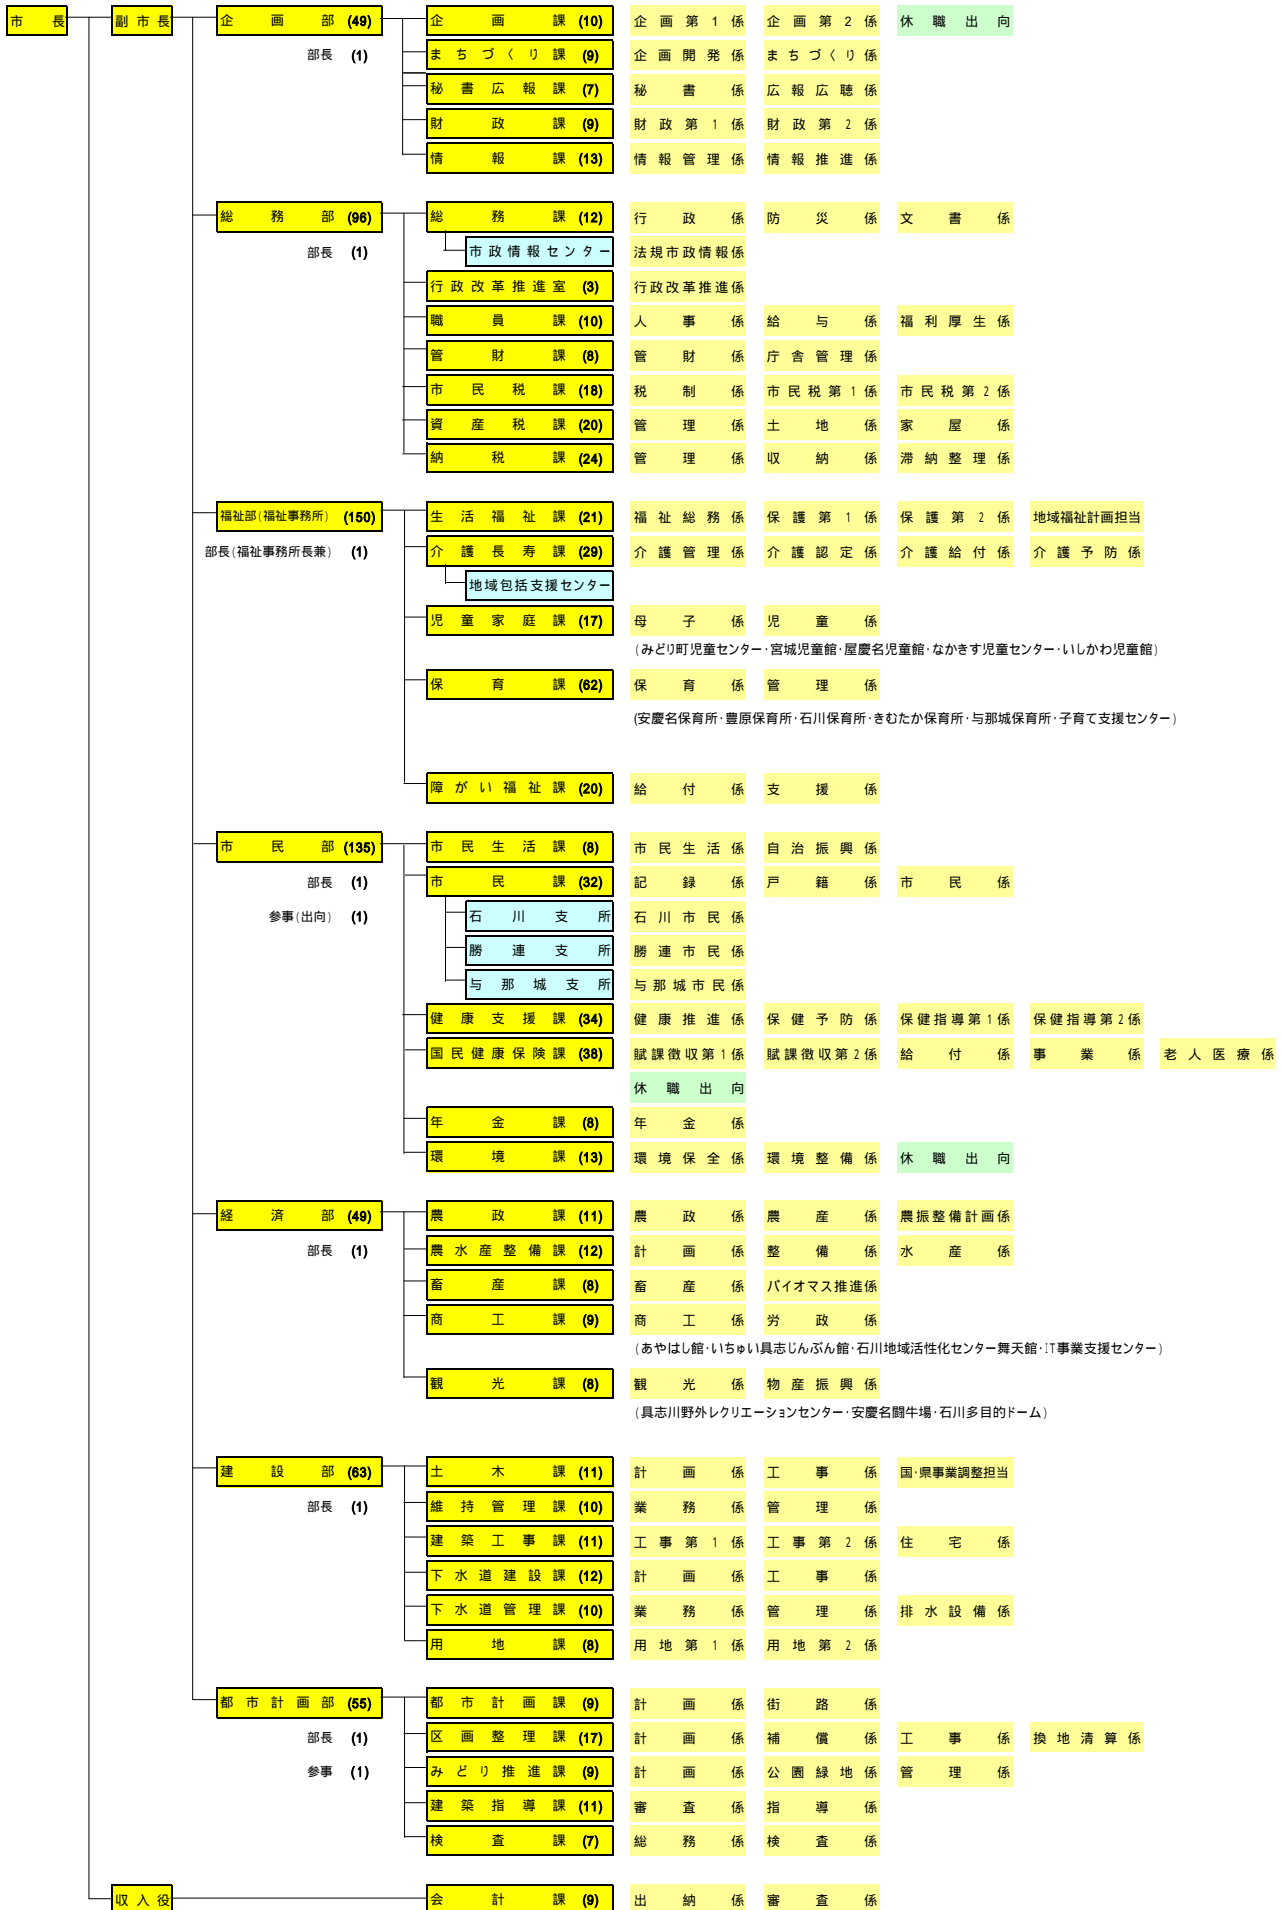 市長 副市長 企画部 (49) 企画課 (10) 企画第1係 企画第2係 休職出向
部長 (1) まちづくり課 (9) 企画開発係 まちづくり係
秘書広報課 (7) 秘書係 広報広聴係
財政課 (9) 財政第1係 財政第2係
情報課 (13) 情報管理係 情報推進係
総務部 (96) 総務課 (12) 行政係 防災係 文書係
部長 (1) 市政情報センター 法規市政情報係
行政改革推進室 (3) 行政改革推進係
職員課 (10) 人事係 給与係 福利厚生係
管財課 (8) 管財係 庁舎管理係
市民税課 (18) 税制係 市民税第1係 市民税第2係
資産税課 (20) 管理係 土地係 家屋係
納税課 (24) 管理係 収納係 滞納整理係
福祉部(福祉事務所) (150) 生活福祉課 (21) 福祉総務係 保護第1係 保護第2係 地域福祉計画担当
部長(福祉事務所長兼) (1) 介護長寿課 (29) 介護管理係 介護認定係 介護給付係 介護予防係
地域包括支援センター
児童家庭課 (17) 母子係 児童係
(みどり町児童センター・宮城児童館・屋慶名児童館・なかきす児童センター・いしかわ児童館)
保育課 (62) 保育係 管理係
(安慶名保育所・豊原保育所・石川保育所・きむたか保育所・与那城保育所・子育て支援センター)
障がい福祉課 (20) 給付係 支援係
市民部 (135) 市民生活課 (8) 市民生活係 自治振興係
部長 (1) 市民課 (32) 記録係 戸籍係 市民係
参事(出向) (1) 石川支所 石川市民係
勝連支所 勝連市民係
与那城支所 与那城市民係
健康支援課 (34) 健康推進係 保健予防係 保健指導第1係 保健指導第2係
国民健康保険課 (38) 賦課徴収第1係 賦課徴収第2係 給付係 事業係 老人医療係
休職出向
年金課 (8) 年金係
環境課 (13) 環境保全係 環境整備係 休職出向
経済部 (49) 農政課 (11) 農政係 農産係 農振整備計画係
部長 (1) 農水産整備課 (12) 計画係 整備係 水産係
畜産課 (8) 畜産係 バイオマス推進係
商工課 (9) 商工係 労政係
(あやはし館・いちゅい具志じんぶん館・石川地域活性化センター舞天館・IT事業支援センター)
観光課 (8) 観光係 物産振興係
(具志川野外レクリエーションセンター・安慶名闘牛場・石川多目的ドーム)
建設部 (63) 土木課 (11) 計画係 工事係 国・県事業調整担当
部長 (1) 維持管理課 (10) 業務係 管理係
建築工事課 (11) 工事第1係 工事第2係 住宅係
下水道建設課 (12) 計画係 工事係
下水道管理課 (10) 業務係 管理係 排水設備係
用地課 (8) 用地第1係 用地第2係
都市計画部 (55) 都市計画課 (9) 計画係 街路係
部長 (1) 区画整理課 (17) 計画係 補償係 工事係 換地清算係
参事 (1) みどり推進課 (9) 計画係 公園緑地係 管理係
建築指導課 (11) 審査係 指導係
検査課 (7) 総務係 検査係
収入役 会計課 (9) 出納係 審査係